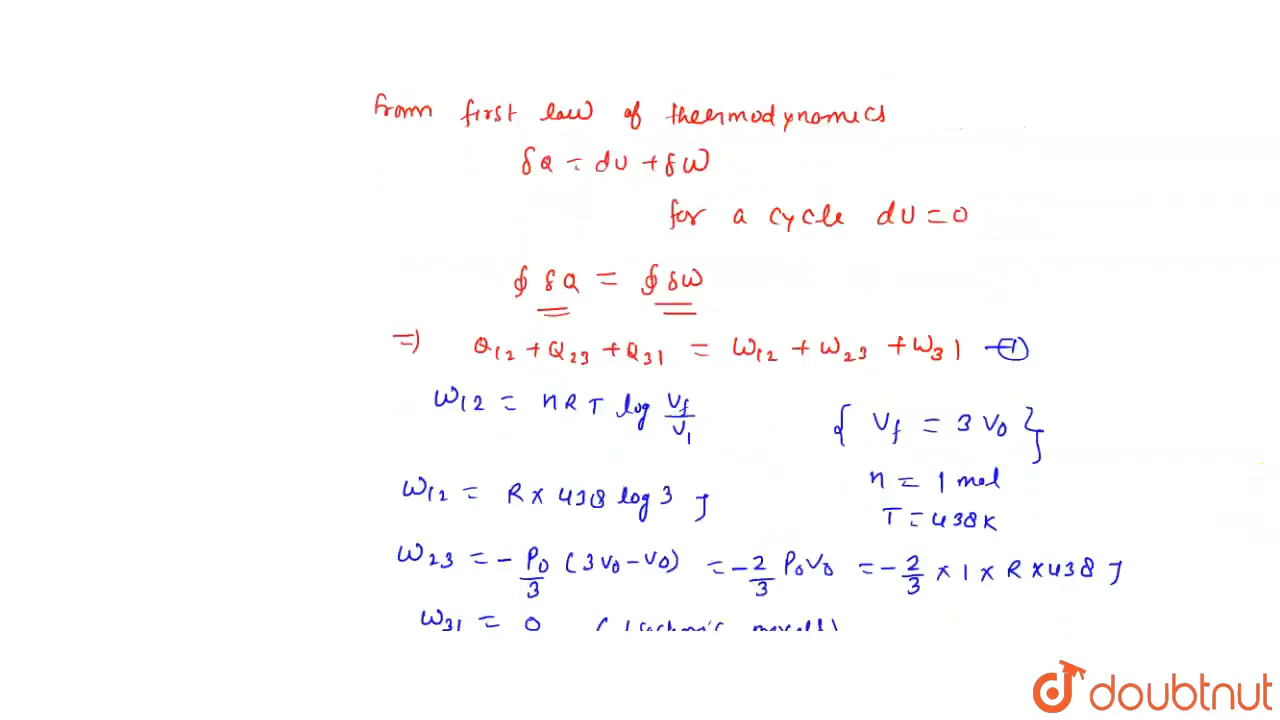 From first law of thermodynamics
δQ = dU + δW
for a cycle dU = 0
∮ δQ = ∮ δW
⇒ Q12 + Q23 + Q31 = W12 + W23 + W31 —①
W12 = nRT log Vf/V1 { Vf = 3V0 }
n = 1 mol
W12 = R × 438 log 3 J
T = 438 K
W23 = - P0/3 (3V0 - V0) = - 2/3 P0V0 = - 2/3 × 1 × R × 438 J
W31 = 0 (
doubtnut